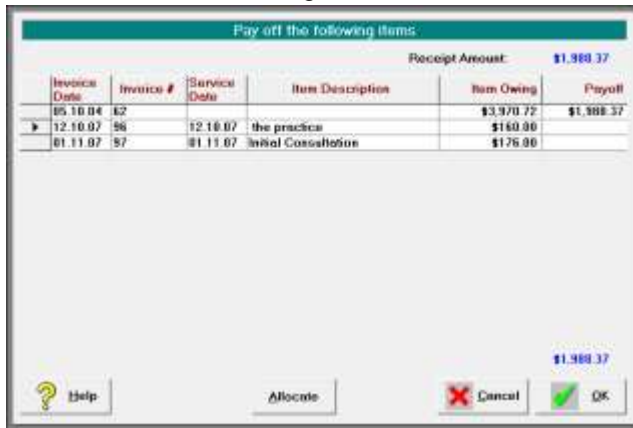 Pay off the following items
Receipt Amount: $1,988.37
Invoice Date Invoice # Service Date Item Description Item Owing Payoff
05.10.04 62 $3,970.72 $1,988.37
12.10.07 96 12.10.07 the practice $160.00
01.11.07 97 01.11.07 Initial Consultation $176.00
$1,988.37
Help Allocate Cancel OK